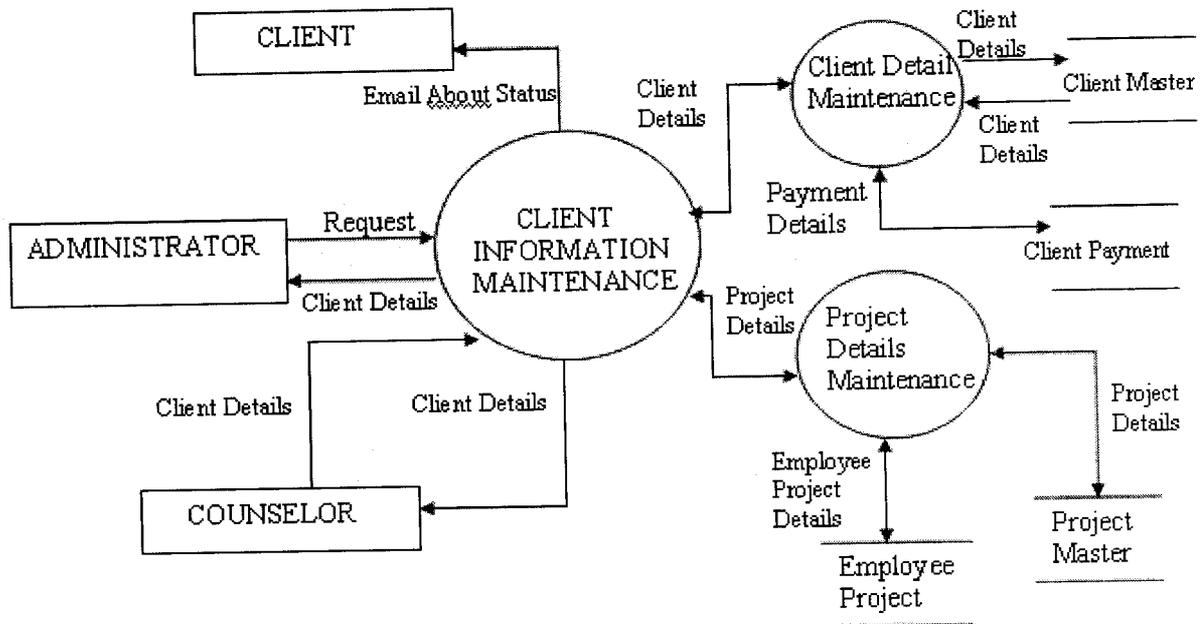 CLIENT
Email About Status
ADMINISTRATOR
Request
Client Details
CLIENT
INFORMATION
MAINTENANCE
Client Details
Client Details
COUNSELOR
Client
Details
Client Detail
Maintenance
Client
Details
Client Master
Client
Details
Payment
Details
Client Payment
Project
Details
Project
Details
Maintenance
Project
Details
Employee
Project
Details
Project
Master
Employee
Project